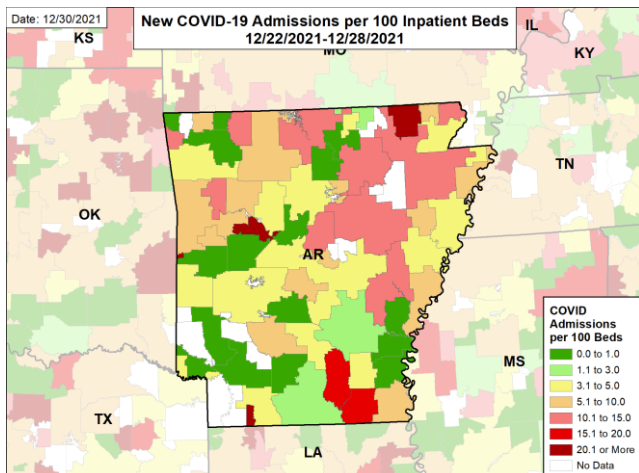 Date: 12/30/2021
New COVID-19 Admissions per 100 Inpatient Beds
12/22/2021-12/28/2021
KS
MO
IL
KY
TN
OK
AR
MS
TX
LA
COVID
Admissions
per 100 Beds
0.0 to 1.0
1.1 to 3.0
3.1 to 5.0
5.1 to 10.0
10.1 to 15.0
15.1 to 20.0
20.1 or More
No Data